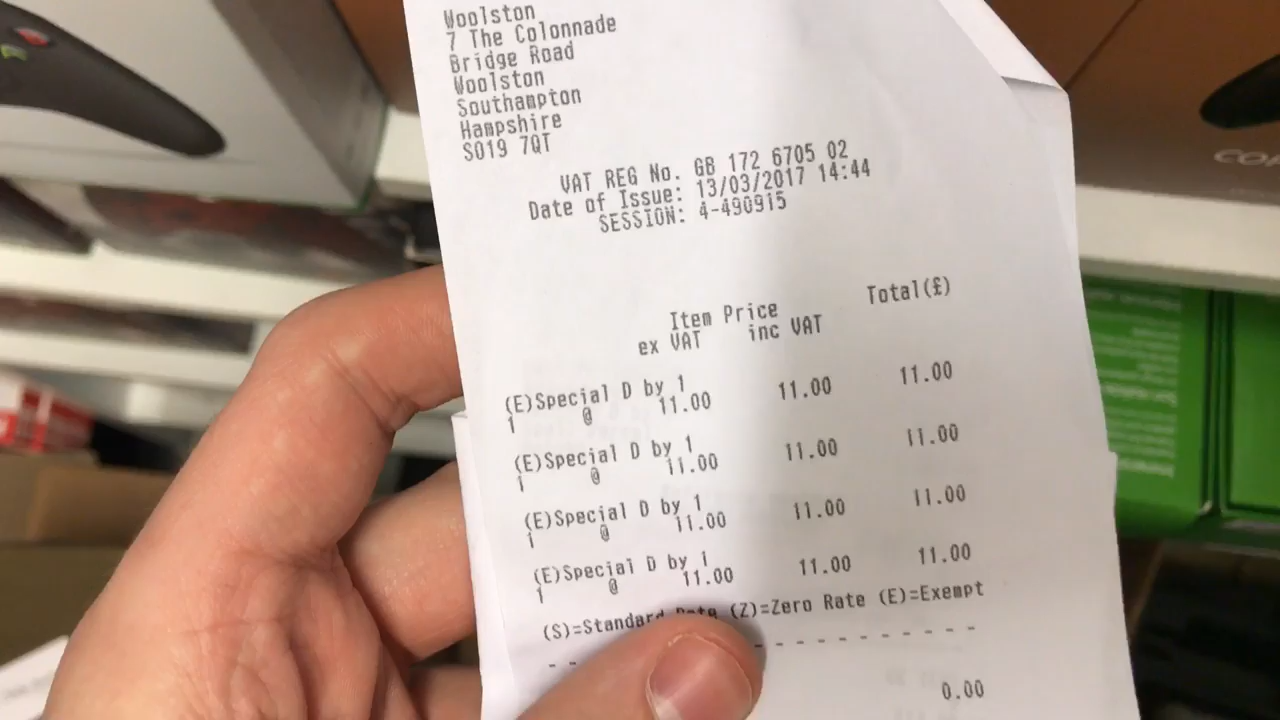 Woolston
7 The Colonnade
Bridge Road
Woolston
Southampton
Hampshire
SO19 7QT
VAT REG No. GB 172 6705 02
Date of Issue: 13/03/2017 14:44
SESSION: 4-490915
Item Price Total(£)
ex VAT inc VAT
(E)Special D by 1
1 @ 11.00 11.00 11.00
(E)Special D by 1
1 @ 11.00 11.00 11.00
(E)Special D by 1
1 @ 11.00 11.00 11.00
(E)Special D by 1
1 @ 11.00 11.00 11.00
(S)=Standard Rate (Z)=Zero Rate (E)=Exempt
0.00